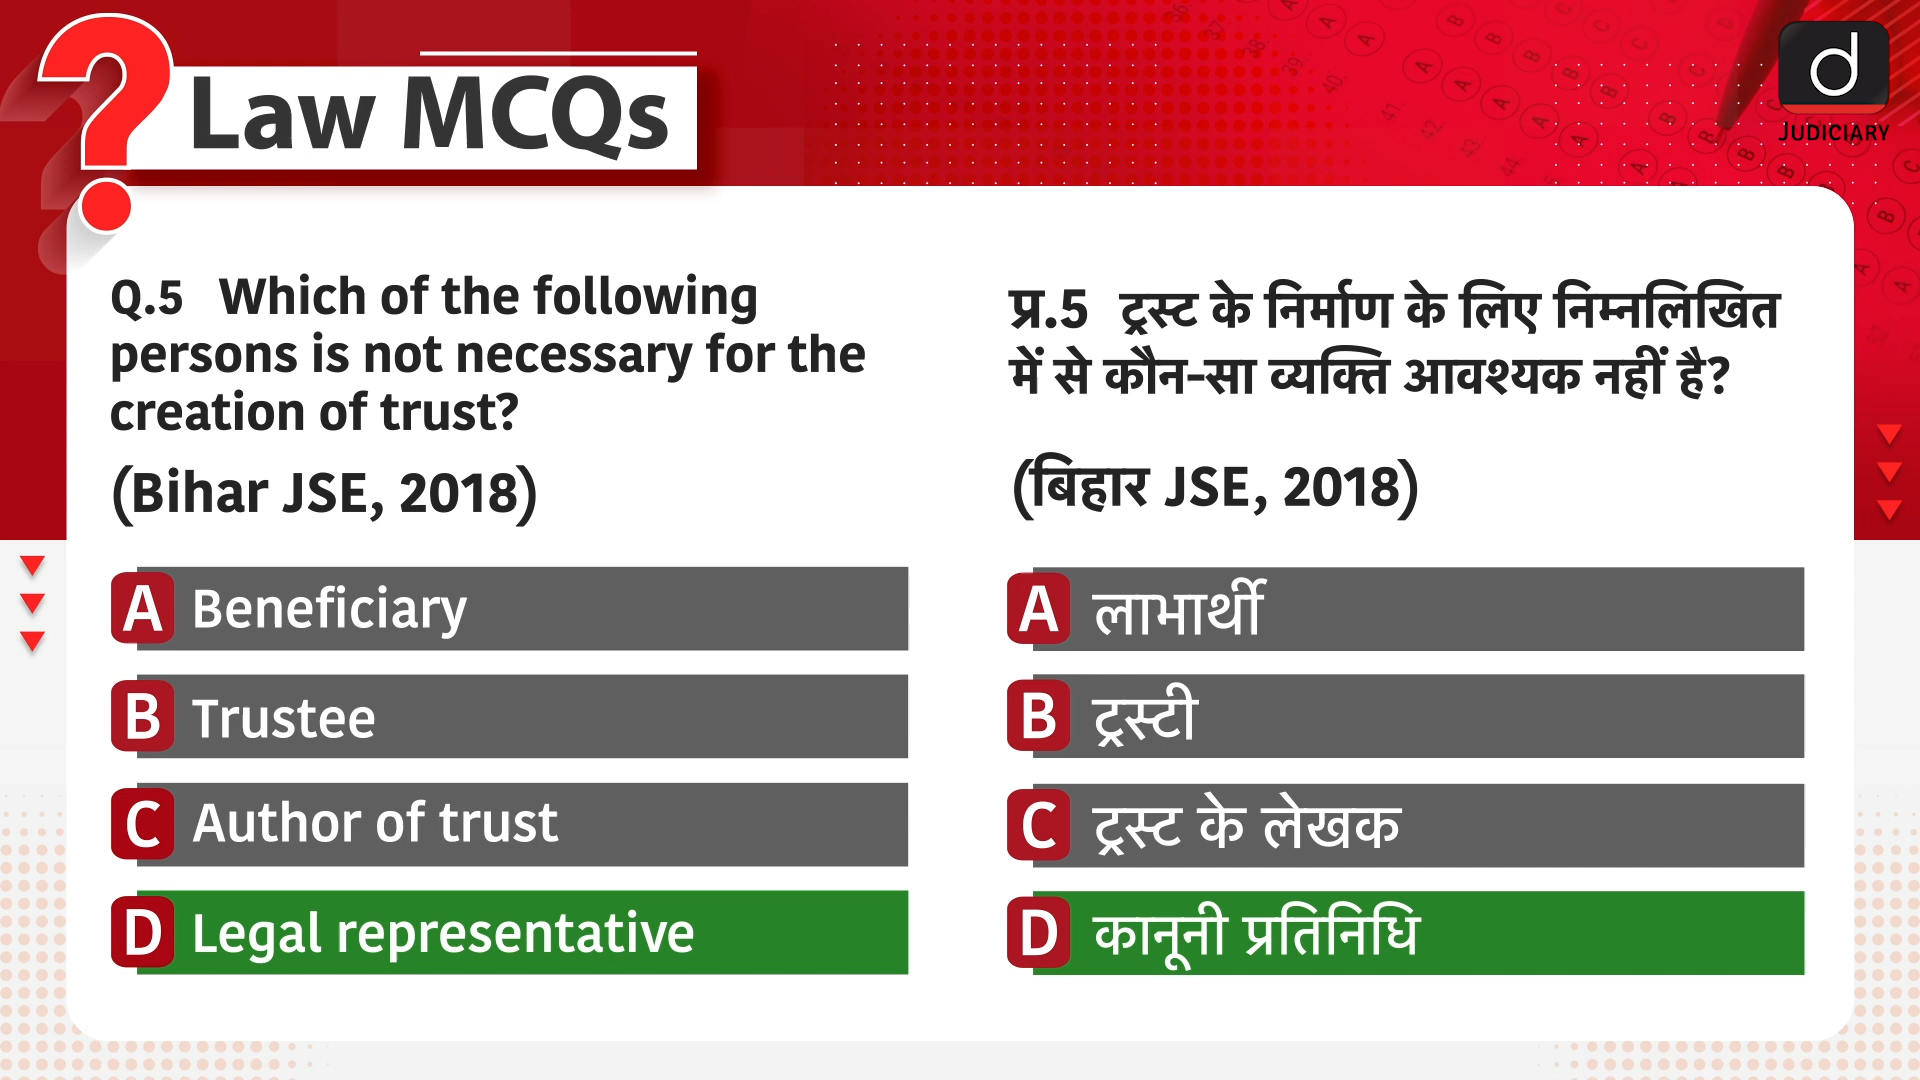 Law MCQs
d
JUDICIARY
Q.5 Which of the following
persons is not necessary for the
creation of trust?
(Bihar JSE, 2018)
A Beneficiary
B Trustee
C Author of trust
D Legal representative
प्र.5 ट्रस्ट के निर्माण के लिए निम्नलिखित
में से कौन-सा व्यक्ति आवश्यक नहीं है?
(बिहार JSE, 2018)
A लाभार्थी
B ट्रस्टी
C ट्रस्ट के लेखक
D कानूनी प्रतिनिधि